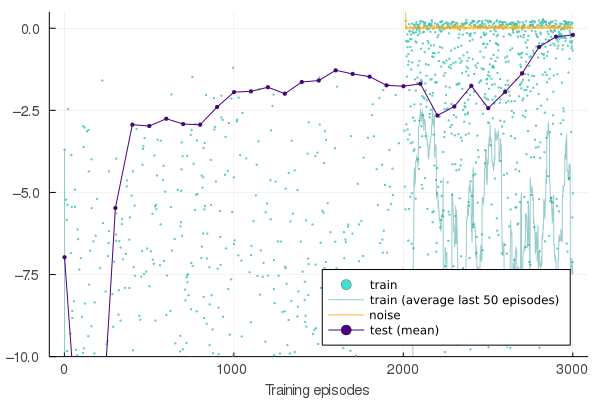 0.0
−2.5
−5.0
−7.5
−10.0
0
1000
2000
3000
Training episodes
train
train (average last 50 episodes)
noise
test (mean)